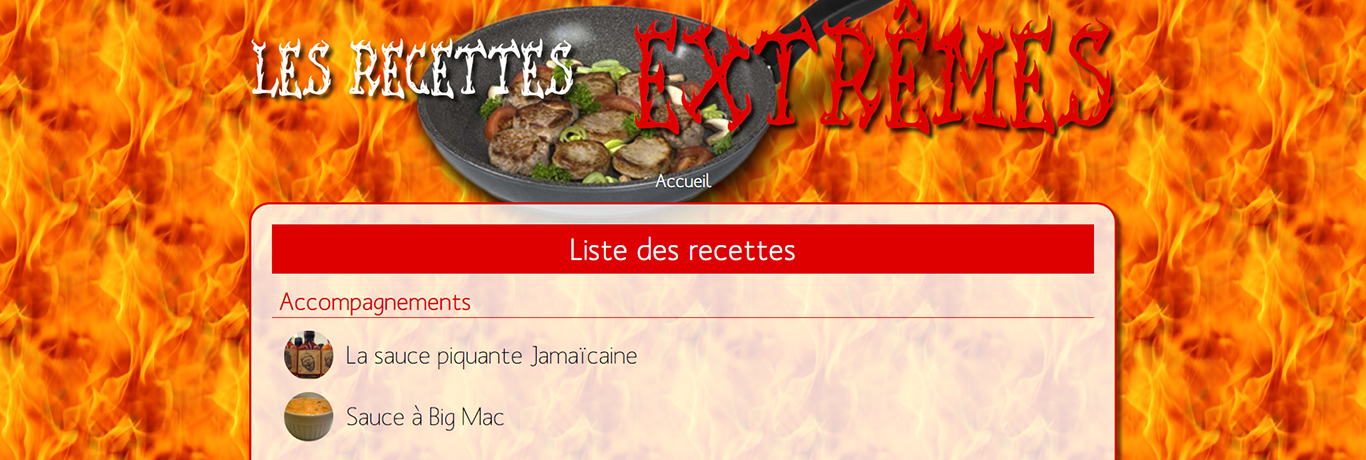 LES RECETTES EXTRÊMES
Accueil
Liste des recettes
Accompagnements
La sauce piquante Jamaïcaine
Sauce à Big Mac